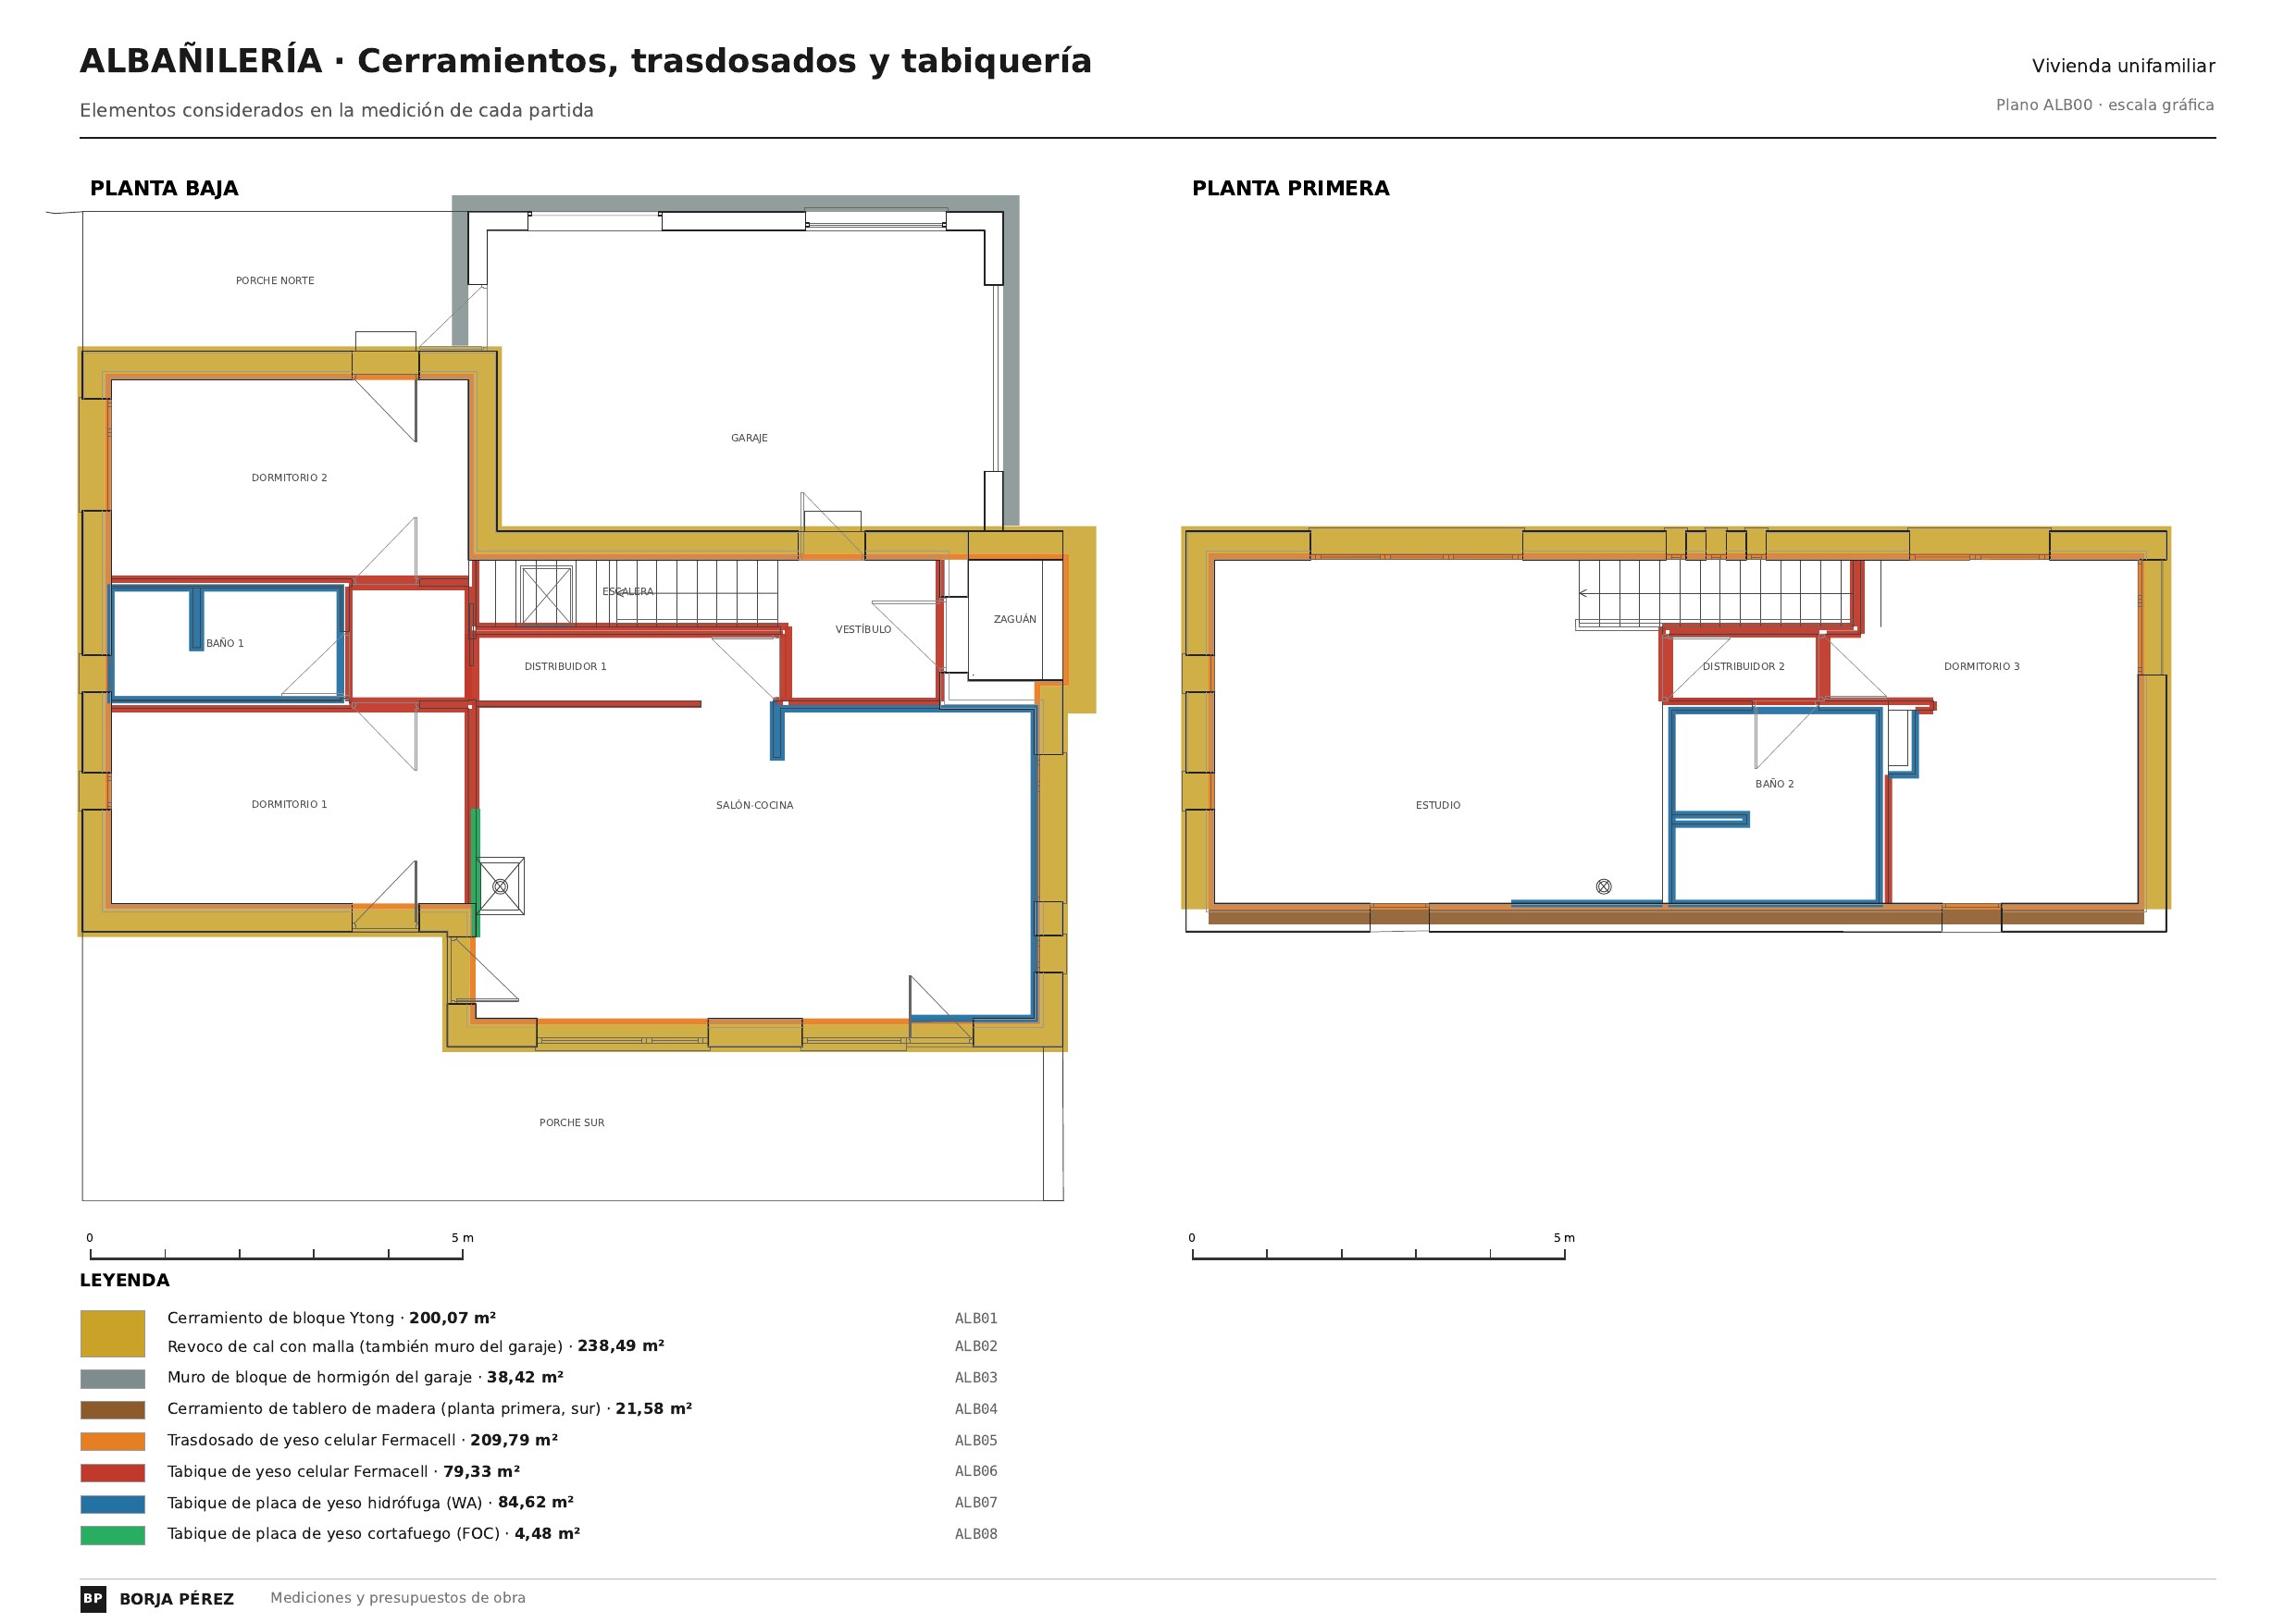 ALBAÑILERÍA · Cerramientos, trasdosados y tabiquería
Vivienda unifamiliar
Elementos considerados en la medición de cada partida
Plano ALB00 · escala gráfica
PLANTA BAJA
PLANTA PRIMERA
PORCHE NORTE
GARAJE
DORMITORIO 2
ESCALERA
ZAGUÁN
VESTÍBULO
BAÑO 1
DISTRIBUIDOR 1
DISTRIBUIDOR 2
DORMITORIO 3
BAÑO 2
DORMITORIO 1
SALÓN-COCINA
ESTUDIO
PORCHE SUR
0 5 m
0 5 m
LEYENDA
Cerramiento de bloque Ytong · 200,07 m² ALB01
Revoco de cal con malla (también muro del garaje) · 238,49 m² ALB02
Muro de bloque de hormigón del garaje · 38,42 m² ALB03
Cerramiento de tablero de madera (planta primera, sur) · 21,58 m² ALB04
Trasdosado de yeso celular Fermacell · 209,79 m² ALB05
Tabique de yeso celular Fermacell · 79,33 m² ALB06
Tabique de placa de yeso hidrófuga (WA) · 84,62 m² ALB07
Tabique de placa de yeso cortafuego (FOC) · 4,48 m² ALB08
BP BORJA PÉREZ Mediciones y presupuestos de obra